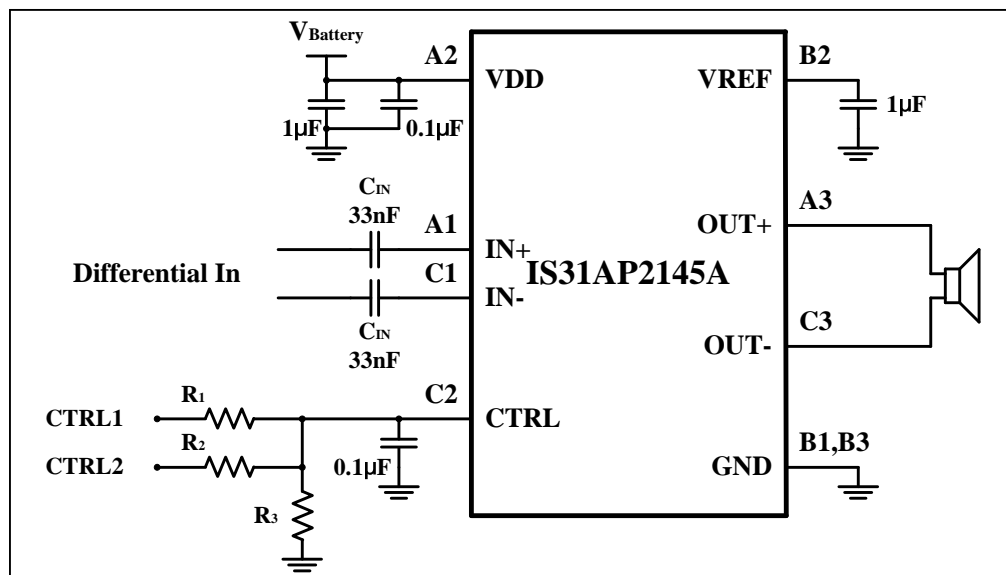 VBattery
A2
VDD
1µF
0.1µF
VREF
B2
1µF
CIN
33nF
A1
IN+
Differential In
C1
IN-
CIN
33nF
IS31AP2145A
OUT+
A3
OUT-
C3
CTRL1
R1
C2
CTRL
CTRL2
R2
0.1µF
R3
GND
B1,B3